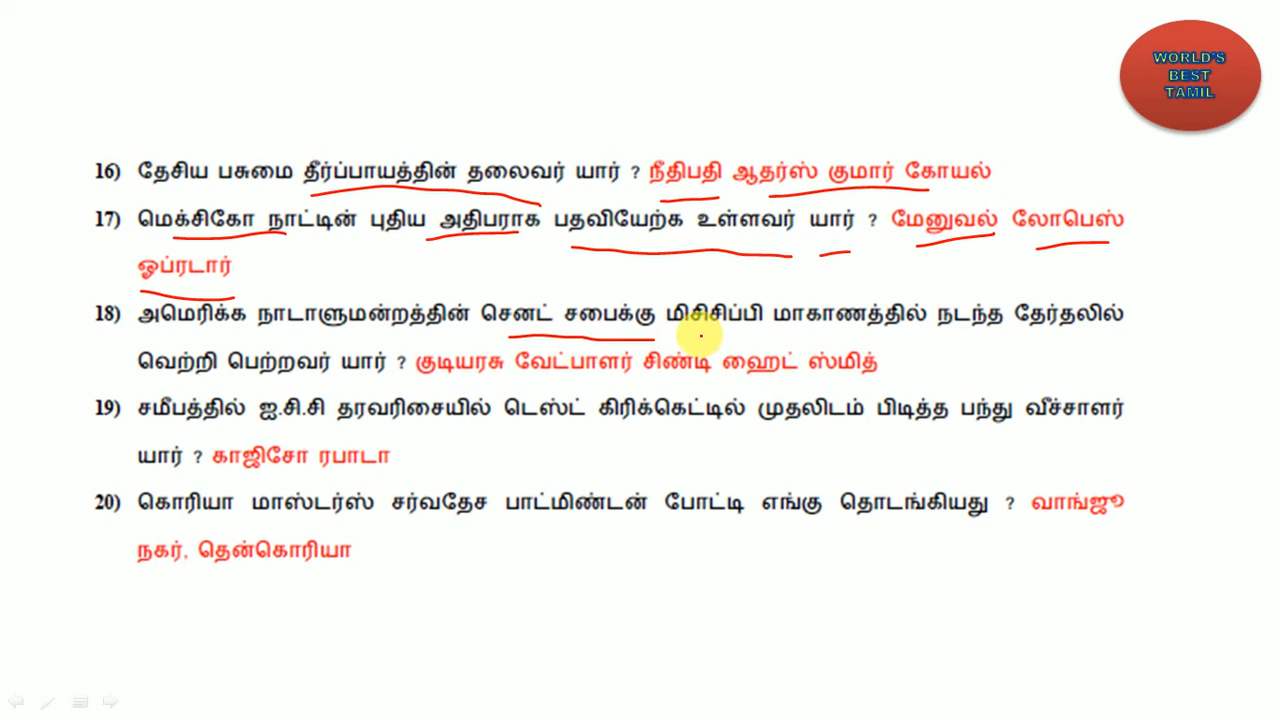 WORLD'S
BEST
TAMIL
16) தேசிய பசுமை தீர்ப்பாயத்தின் தலைவர் யார் ? நீதிபதி ஆதர்ஸ் குமார் கோயல்
17) மெக்சிகோ நாட்டின் புதிய அதிபராக பதவியேற்க உள்ளவர் யார் ? மேனுவல் லோபெஸ்
ஓப்ரடார்
18) அமெரிக்க நாடாளுமன்றத்தின் செனட் சபைக்கு மிசிசிப்பி மாகாணத்தில் நடந்த தேர்தலில்
வெற்றி பெற்றவர் யார் ? குடியரசு வேட்பாளர் சிண்டி ஹைட் ஸ்மித்
19) சமீபத்தில் ஐ.சி.சி தரவரிசையில் டெஸ்ட் கிரிக்கெட்டில் முதலிடம் பிடித்த பந்து வீச்சாளர்
யார் ? காஜிசோ ரபாடா
20) கொரியா மாஸ்டர்ஸ் சர்வதேச பாட்மிண்டன் போட்டி எங்கு தொடங்கியது ? வாங்ஜூ
நகர், தென்கொரியா